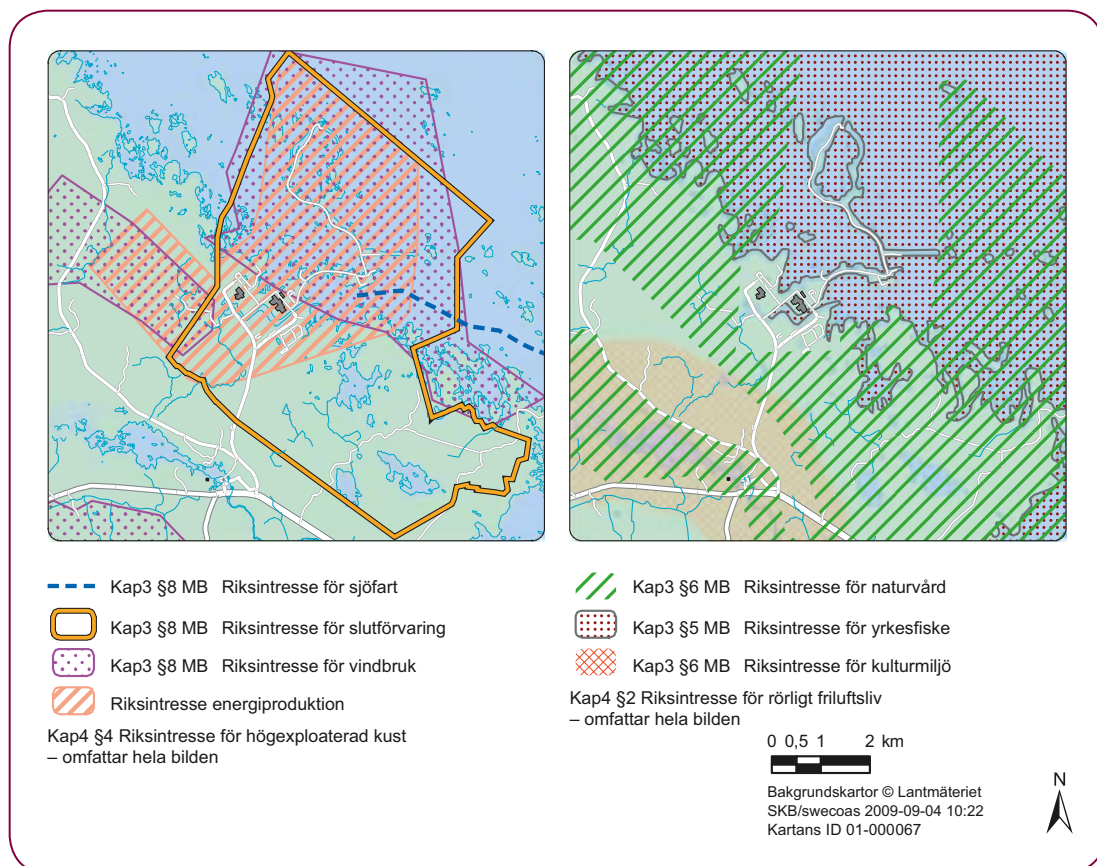 Kap3 §8 MB Riksintresse för sjöfart
Kap3 §8 MB Riksintresse för slutförvaring
Kap3 §8 MB Riksintresse för vindbruk
Riksintresse energiproduktion
Kap4 §4 Riksintresse för högexploaterad kust
– omfattar hela bilden
Kap3 §6 MB Riksintresse för naturvård
Kap3 §5 MB Riksintresse för yrkesfiske
Kap3 §6 MB Riksintresse för kulturmiljö
Kap4 §2 Riksintresse för rörligt friluftsliv
– omfattar hela bilden
0 0,5 1 2 km
Bakgrundskartor © Lantmäteriet
SKB/swecoas 2009-09-04 10:22
Kartans ID 01-000067
N